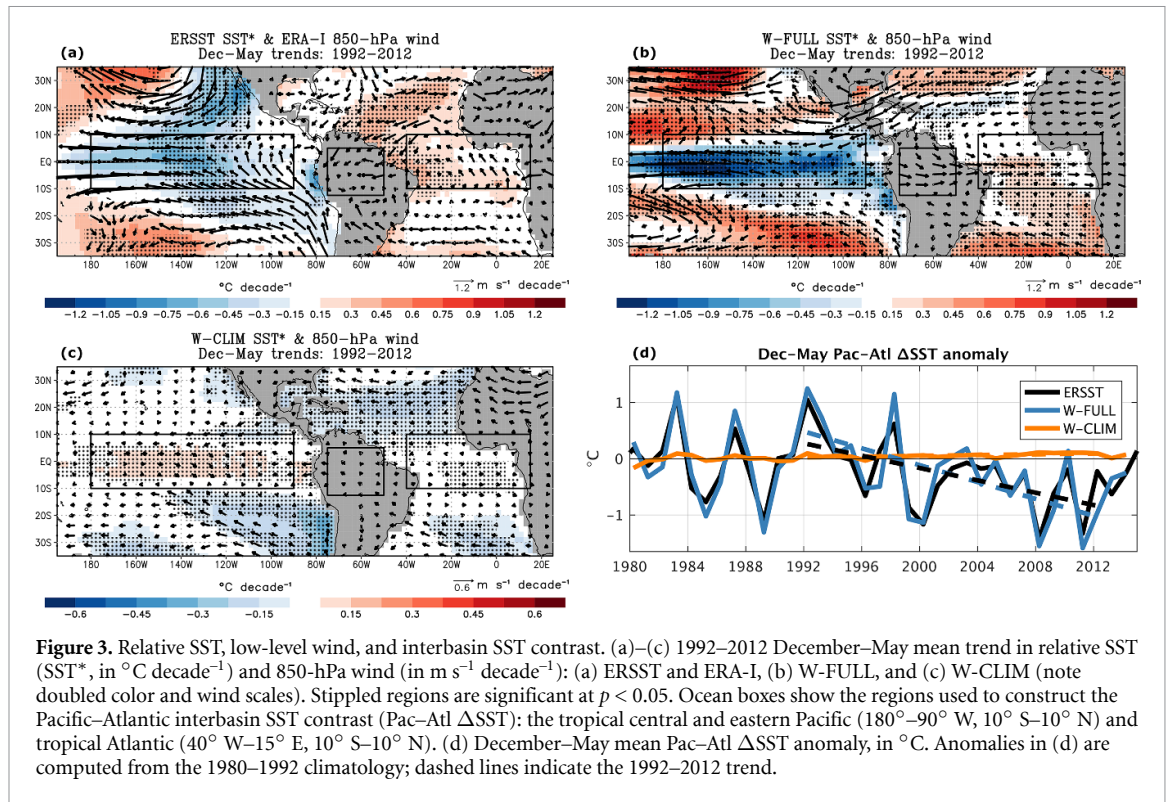 ERSST SST* & ERA-I 850-hPa wind
Dec-May trends: 1992-2012
(a)
30N
20N
10N
EQ
10S
20S
30S
180 160W 140W 120W 100W 80W 60W 40W 20W 0 20E
°C decade⁻¹
1.2 m s⁻¹ decade⁻¹
-1.2 -1.05 -0.9 -0.75 -0.6 -0.45 -0.3 -0.15 0.15 0.3 0.45 0.6 0.75 0.9 1.05 1.2
W-FULL SST* & 850-hPa wind
Dec-May trends: 1992-2012
(b)
30N
20N
10N
EQ
10S
20S
30S
180 160W 140W 120W 100W 80W 60W 40W 20W 0 20E
°C decade⁻¹
1.2 m s⁻¹ decade⁻¹
-1.2 -1.05 -0.9 -0.75 -0.6 -0.45 -0.3 -0.15 0.15 0.3 0.45 0.6 0.75 0.9 1.05 1.2
W-CLIM SST* & 850-hPa wind
Dec-May trends: 1992-2012
(c)
30N
20N
10N
EQ
10S
20S
30S
180 160W 140W 120W 100W 80W 60W 40W 20W 0 20E
°C decade⁻¹
0.6 m s⁻¹ decade⁻¹
-0.6 -0.45 -0.3 -0.15 0.15 0.3 0.45 0.6
(d) Dec-May Pac-Atl ΔSST anomaly
ERSST
W-FULL
W-CLIM
°C
1
0
-1
1980 1984 1988 1992 1996 2000 2004 2008 2012
Figure 3. Relative SST, low-level wind, and interbasin SST contrast. (a)–(c) 1992–2012 December–May mean trend in relative SST
(SST*, in °C decade⁻¹) and 850-hPa wind (in m s⁻¹ decade⁻¹): (a) ERSST and ERA-I, (b) W-FULL, and (c) W-CLIM (note
doubled color and wind scales). Stippled regions are significant at p < 0.05. Ocean boxes show the regions used to construct the
Pacific–Atlantic interbasin SST contrast (Pac–Atl ΔSST): the tropical central and eastern Pacific (180°–90° W, 10° S–10° N) and
tropical Atlantic (40° W–15° E, 10° S–10° N). (d) December–May mean Pac–Atl ΔSST anomaly, in °C. Anomalies in (d) are
computed from the 1980–1992 climatology; dashed lines indicate the 1992–2012 trend.